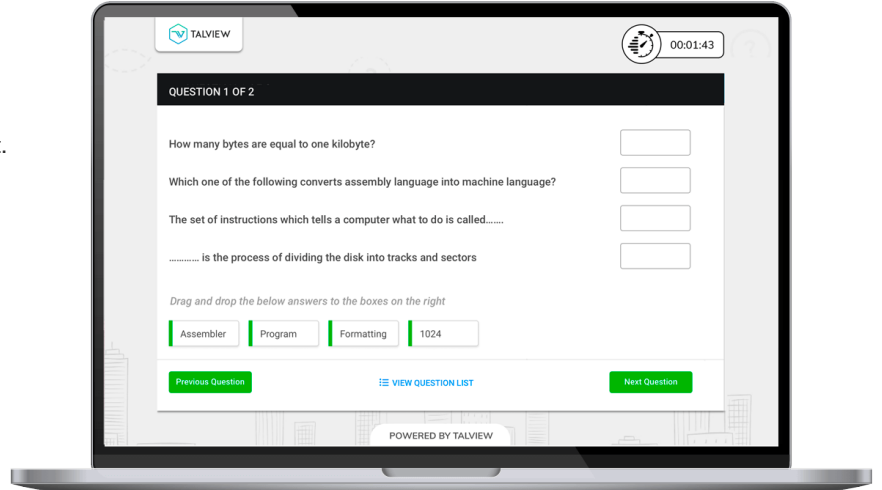 TALVIEW
00:01:43
QUESTION 1 OF 2
How many bytes are equal to one kilobyte?
Which one of the following converts assembly language into machine language?
The set of instructions which tells a computer what to do is called.......
............ is the process of dividing the disk into tracks and sectors
Drag and drop the below answers to the boxes on the right
Assembler Program Formatting 1024
Previous Question VIEW QUESTION LIST Next Question
POWERED BY TALVIEW